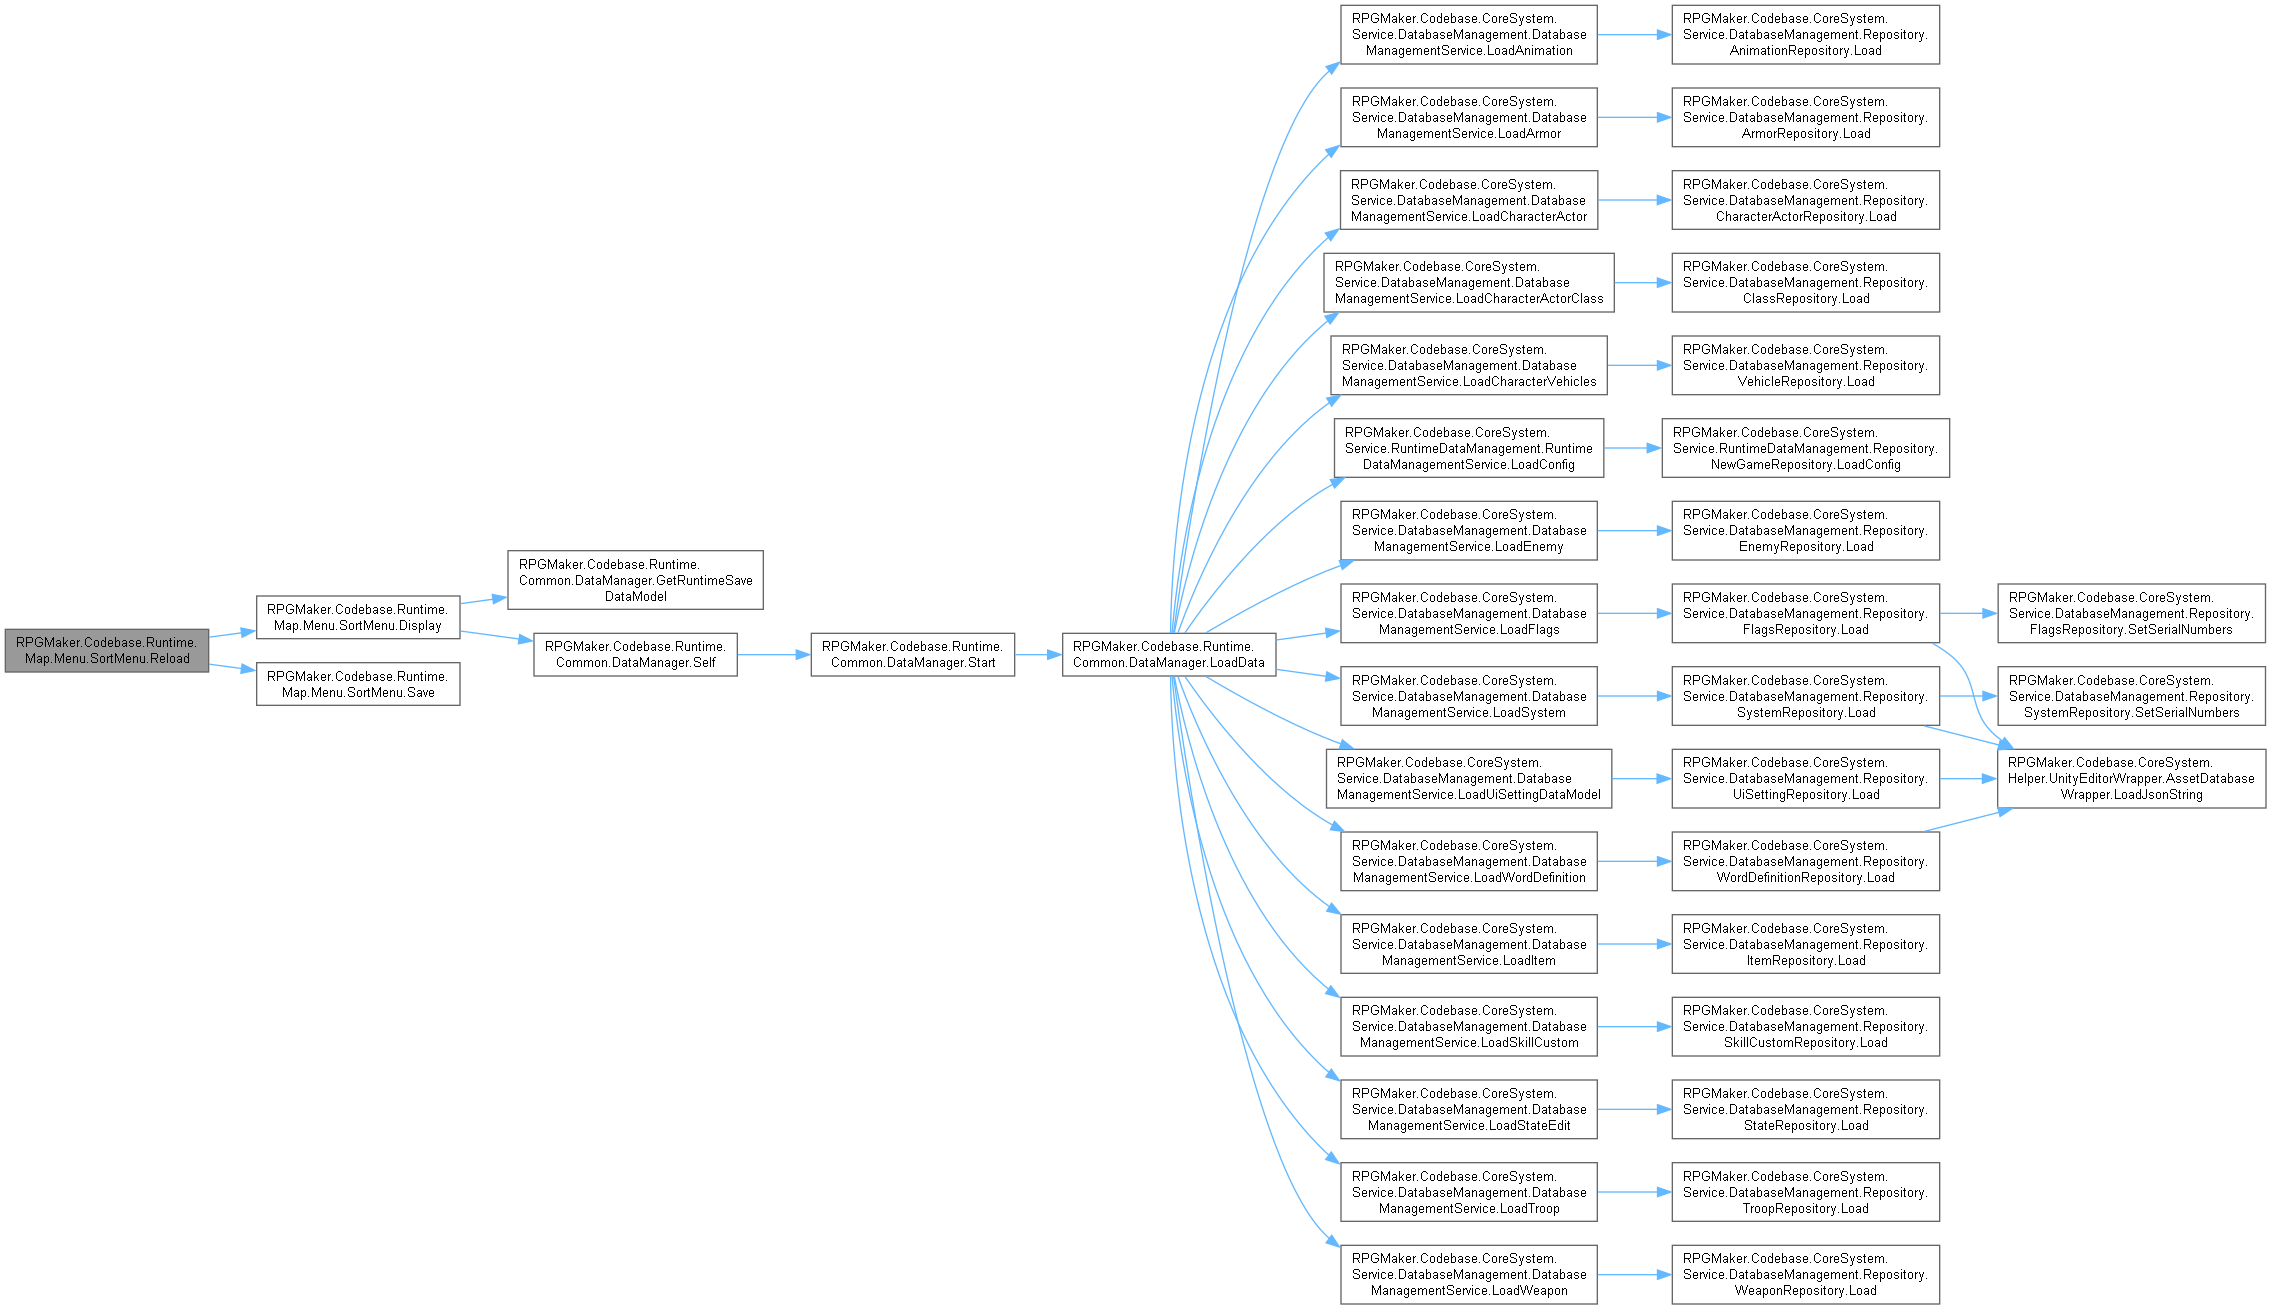 RPGMaker.Codebase.Runtime.
Map.Menu.SortMenu.Reload
RPGMaker.Codebase.Runtime.
Map.Menu.SortMenu.Display
RPGMaker.Codebase.Runtime.
Map.Menu.SortMenu.Save
RPGMaker.Codebase.Runtime.
Common.DataManager.GetRuntimeSave
DataModel
RPGMaker.Codebase.Runtime.
Common.DataManager.Self
RPGMaker.Codebase.Runtime.
Common.DataManager.Start
RPGMaker.Codebase.Runtime.
Common.DataManager.LoadData
RPGMaker.Codebase.CoreSystem.
Service.DatabaseManagement.Database
ManagementService.LoadAnimation
RPGMaker.Codebase.CoreSystem.
Service.DatabaseManagement.Repository.
AnimationRepository.Load
RPGMaker.Codebase.CoreSystem.
Service.DatabaseManagement.Database
ManagementService.LoadArmor
RPGMaker.Codebase.CoreSystem.
Service.DatabaseManagement.Repository.
ArmorRepository.Load
RPGMaker.Codebase.CoreSystem.
Service.DatabaseManagement.Database
ManagementService.LoadCharacterActor
RPGMaker.Codebase.CoreSystem.
Service.DatabaseManagement.Repository.
CharacterActorRepository.Load
RPGMaker.Codebase.CoreSystem.
Service.DatabaseManagement.Database
ManagementService.LoadCharacterActorClass
RPGMaker.Codebase.CoreSystem.
Service.DatabaseManagement.Repository.
ClassRepository.Load
RPGMaker.Codebase.CoreSystem.
Service.DatabaseManagement.Database
ManagementService.LoadCharacterVehicles
RPGMaker.Codebase.CoreSystem.
Service.DatabaseManagement.Repository.
VehicleRepository.Load
RPGMaker.Codebase.CoreSystem.
Service.RuntimeDataManagement.Runtime
DataManagementService.LoadConfig
RPGMaker.Codebase.CoreSystem.
Service.RuntimeDataManagement.Repository.
NewGameRepository.LoadConfig
RPGMaker.Codebase.CoreSystem.
Service.DatabaseManagement.Database
ManagementService.LoadEnemy
RPGMaker.Codebase.CoreSystem.
Service.DatabaseManagement.Repository.
EnemyRepository.Load
RPGMaker.Codebase.CoreSystem.
Service.DatabaseManagement.Database
ManagementService.LoadFlags
RPGMaker.Codebase.CoreSystem.
Service.DatabaseManagement.Repository.
FlagsRepository.Load
RPGMaker.Codebase.CoreSystem.
Service.DatabaseManagement.Repository.
FlagsRepository.SetSerialNumbers
RPGMaker.Codebase.CoreSystem.
Service.DatabaseManagement.Database
ManagementService.LoadSystem
RPGMaker.Codebase.CoreSystem.
Service.DatabaseManagement.Repository.
SystemRepository.Load
RPGMaker.Codebase.CoreSystem.
Service.DatabaseManagement.Repository.
SystemRepository.SetSerialNumbers
RPGMaker.Codebase.CoreSystem.
Service.DatabaseManagement.Database
ManagementService.LoadUiSettingDataModel
RPGMaker.Codebase.CoreSystem.
Service.DatabaseManagement.Repository.
UiSettingRepository.Load
RPGMaker.Codebase.CoreSystem.
Helper.UnityEditorWrapper.AssetDatabase
Wrapper.LoadJsonString
RPGMaker.Codebase.CoreSystem.
Service.DatabaseManagement.Database
ManagementService.LoadWordDefinition
RPGMaker.Codebase.CoreSystem.
Service.DatabaseManagement.Repository.
WordDefinitionRepository.Load
RPGMaker.Codebase.CoreSystem.
Service.DatabaseManagement.Database
ManagementService.LoadItem
RPGMaker.Codebase.CoreSystem.
Service.DatabaseManagement.Repository.
ItemRepository.Load
RPGMaker.Codebase.CoreSystem.
Service.DatabaseManagement.Database
ManagementService.LoadSkillCustom
RPGMaker.Codebase.CoreSystem.
Service.DatabaseManagement.Repository.
SkillCustomRepository.Load
RPGMaker.Codebase.CoreSystem.
Service.DatabaseManagement.Database
ManagementService.LoadStateEdit
RPGMaker.Codebase.CoreSystem.
Service.DatabaseManagement.Repository.
StateRepository.Load
RPGMaker.Codebase.CoreSystem.
Service.DatabaseManagement.Database
ManagementService.LoadTroop
RPGMaker.Codebase.CoreSystem.
Service.DatabaseManagement.Repository.
TroopRepository.Load
RPGMaker.Codebase.CoreSystem.
Service.DatabaseManagement.Database
ManagementService.LoadWeapon
RPGMaker.Codebase.CoreSystem.
Service.DatabaseManagement.Repository.
WeaponRepository.Load